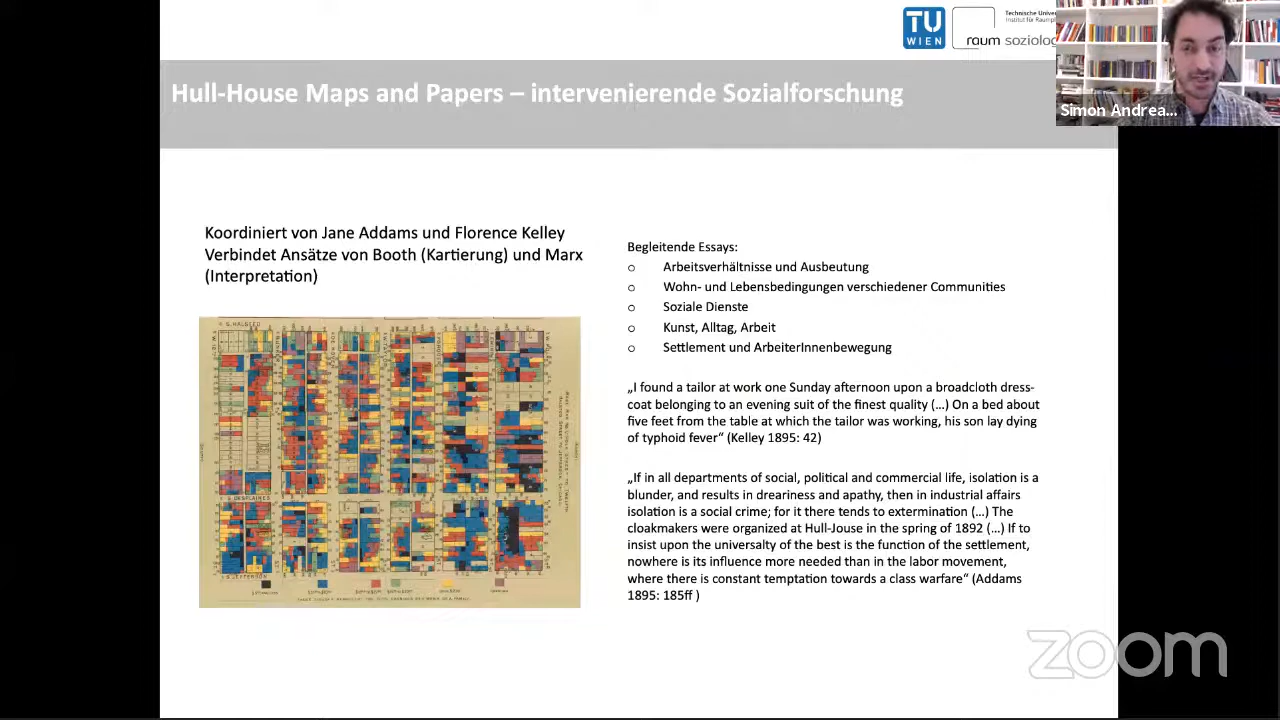 TU
WIEN
Technische Univer
Institut für Raumpl
raum soziolog
Simon Andrea...
Hull-House Maps and Papers – intervenierende Sozialforschung
Koordiniert von Jane Addams und Florence Kelley
Verbindet Ansätze von Booth (Kartierung) und Marx
(Interpretation)
S. HALSTED
S. DESPLAINES
S. JEFFERSON
Begleitende Essays:
o Arbeitsverhältnisse und Ausbeutung
o Wohn- und Lebensbedingungen verschiedener Communities
o Soziale Dienste
o Kunst, Alltag, Arbeit
o Settlement und ArbeiterInnenbewegung
„I found a tailor at work one Sunday afternoon upon a broadcloth dress-
coat belonging to an evening suit of the finest quality (…) On a bed about
five feet from the table at which the tailor was working, his son lay dying
of typhoid fever“ (Kelley 1895: 42)
„If in all departments of social, political and commercial life, isolation is a
blunder, and results in dreariness and apathy, then in industrial affairs
isolation is a social crime; for it there tends to extermination (…) The
cloakmakers were organized at Hull-Jouse in the spring of 1892 (…) If to
insist upon the universalty of the best is the function of the settlement,
nowhere is its influence more needed than in the labor movement,
where there is constant temptation towards a class warfare“ (Addams
1895: 185ff )
zoom